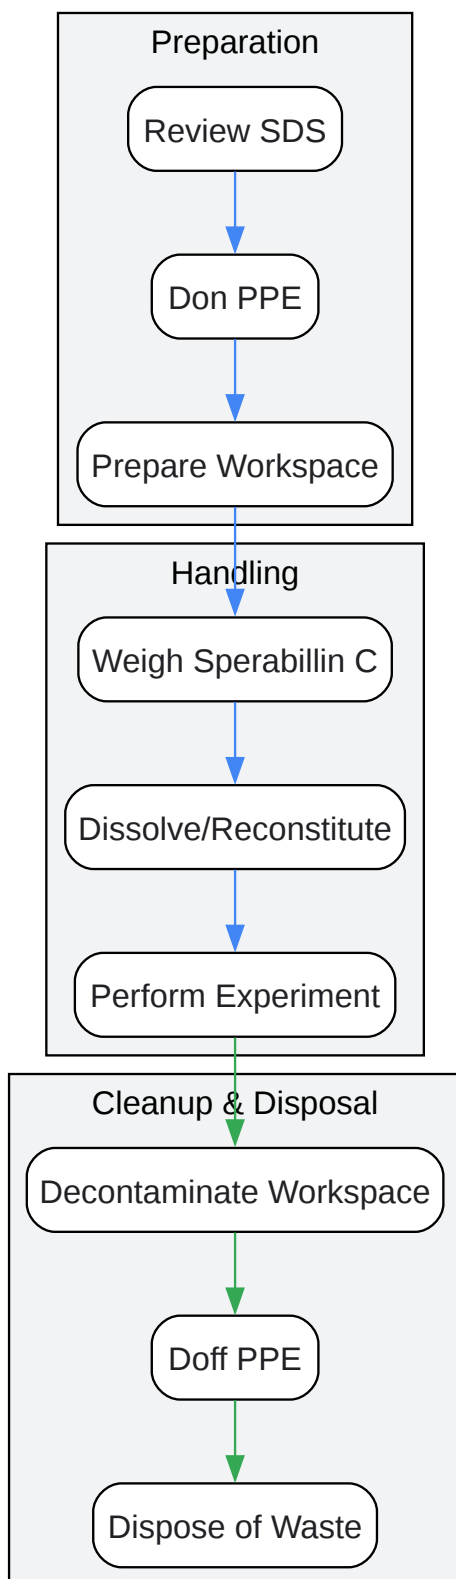 Preparation
Review SDS
Don PPE
Prepare Workspace
Handling
Weigh Sperabillin C
Dissolve/Reconstitute
Perform Experiment
Cleanup & Disposal
Decontaminate Workspace
Doff PPE
Dispose of Waste